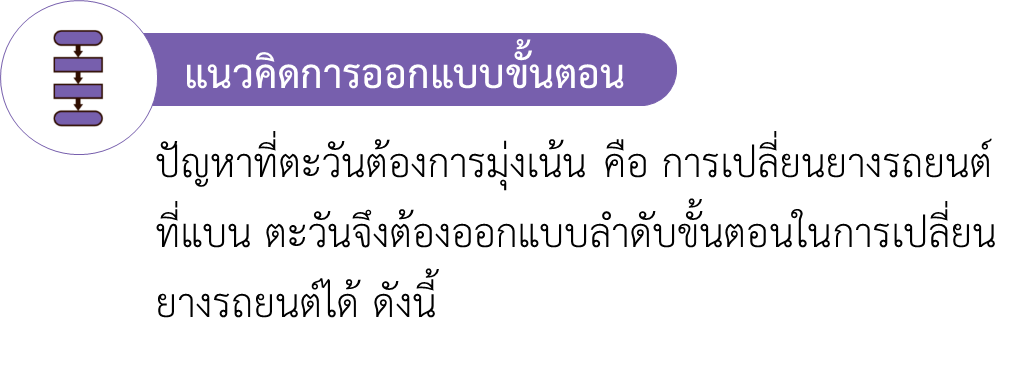 แนวคิดการออกแบบขั้นตอน
ปัญหาที่ตะวันต้องการมุ่งเน้น คือ การเปลี่ยนยางรถยนต์
ที่แบน ตะวันจึงต้องออกแบบลำดับขั้นตอนในการเปลี่ยน
ยางรถยนต์ได้ ดังนี้